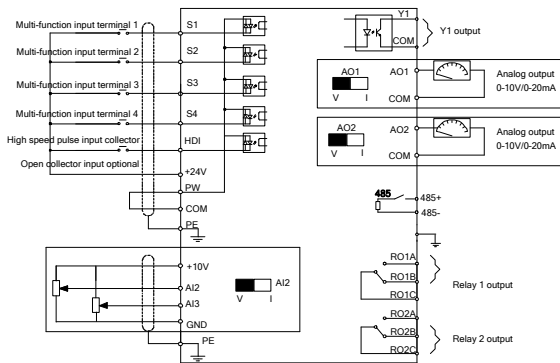 Multi-function input terminal 1
S1
Multi-function input terminal 2
S2
Multi-function input terminal 3
S3
Multi-function input terminal 4
S4
High speed pulse input collector
HDI
Open collector input optional
+24V
PW
COM
PE
+10V
AI2
AI3
GND
PE
V I
AI2
Y1
COM
Y1 output
AO1
V I
AO1
COM
Analog output
0-10V/0-20mA
AO2
V I
AO2
COM
Analog output
0-10V/0-20mA
485
485+
485-
RO1A
RO1B
RO1C
Relay 1 output
RO2A
RO2B
RO2C
Relay 2 output